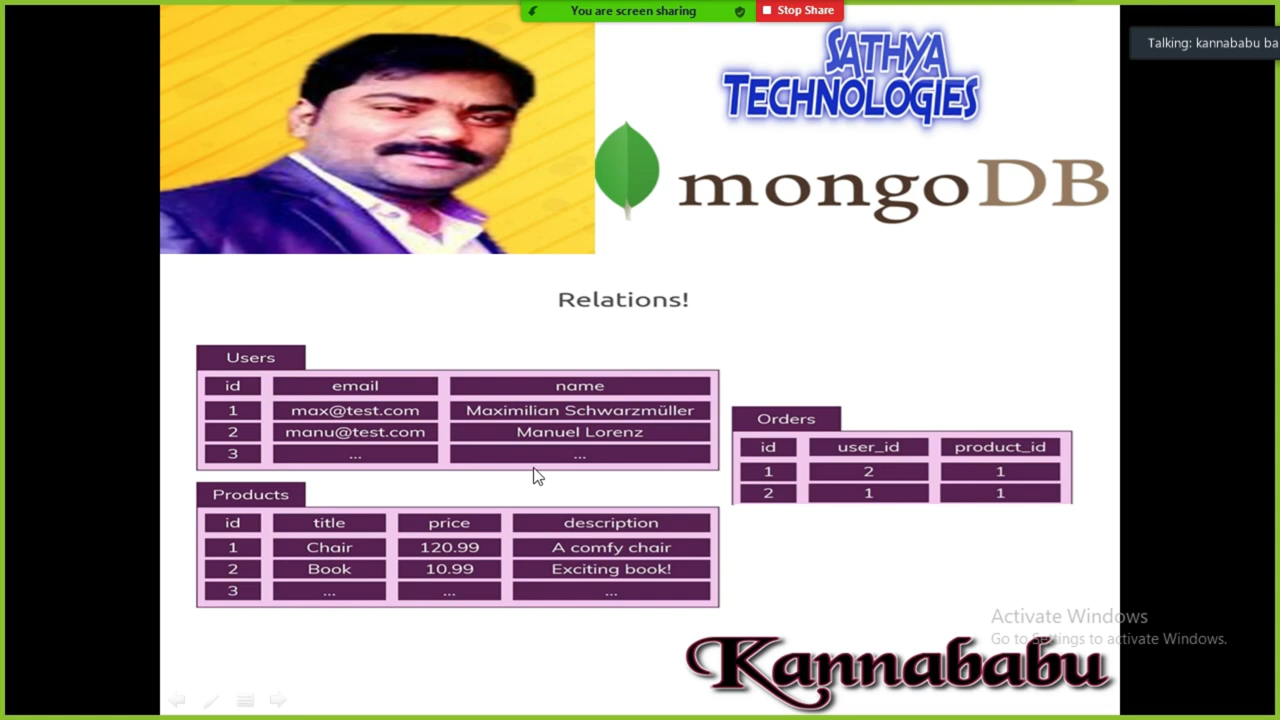 You are screen sharing Stop Share
Talking: kannababu ba
SATHYA
TECHNOLOGIES
mongoDB
Relations!
Users
id email name
1 max@test.com Maximilian Schwarzmüller
2 manu@test.com Manuel Lorenz
3 ... ...
Orders
id user_id product_id
1 2 1
2 1 1
Products
id title price description
1 Chair 120.99 A comfy chair
2 Book 10.99 Exciting book!
3 ... ... ...
Activate Windows
Go to Settings to activate Windows.
Kannababu